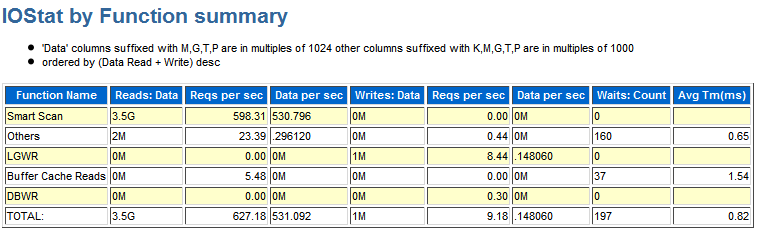 IOStat by Function summary
'Data' columns suffixed with M,G,T,P are in multiples of 1024 other columns suffixed with K,M,G,T,P are in multiples of 1000
ordered by (Data Read + Write) desc
Function Name Reads: Data Reqs per sec Data per sec Writes: Data Reqs per sec Data per sec Waits: Count Avg Tm(ms)
Smart Scan 3.5G 598.31 530.796 0M 0.00 0M 0
Others 2M 23.39 .296120 0M 0.44 0M 160 0.65
LGWR 0M 0.00 0M 1M 8.44 .148060 0
Buffer Cache Reads 0M 5.48 0M 0M 0.00 0M 37 1.54
DBWR 0M 0.00 0M 0M 0.30 0M 0
TOTAL: 3.5G 627.18 531.092 1M 9.18 .148060 197 0.82